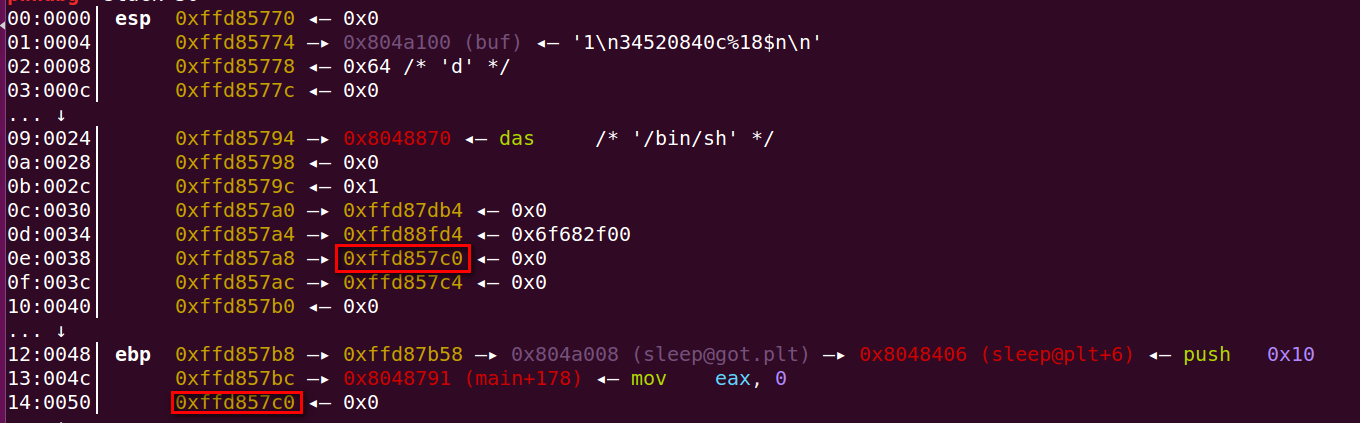 00:0000│ esp 0xffd85770 ◂— 0x0
01:0004│ 0xffd85774 —▸ 0x804a100 (buf) ◂— '1\n34520840c%18$n\n'
02:0008│ 0xffd85778 ◂— 0x64 /* 'd' */
03:000c│ 0xffd8577c ◂— 0x0
... ↓
09:0024│ 0xffd85794 —▸ 0x8048870 ◂— das /* '/bin/sh' */
0a:0028│ 0xffd85798 ◂— 0x0
0b:002c│ 0xffd8579c ◂— 0x1
0c:0030│ 0xffd857a0 —▸ 0xffd87db4 ◂— 0x0
0d:0034│ 0xffd857a4 —▸ 0xffd88fd4 ◂— 0x6f682f00
0e:0038│ 0xffd857a8 —▸ 0xffd857c0 ◂— 0x0
0f:003c│ 0xffd857ac —▸ 0xffd857c4 ◂— 0x0
10:0040│ 0xffd857b0 ◂— 0x0
... ↓
12:0048│ ebp 0xffd857b8 —▸ 0xffd87b58 —▸ 0x804a008 (sleep@got.plt) —▸ 0x8048406 (sleep@plt+6) ◂— push 0x10
13:004c│ 0xffd857bc —▸ 0x8048791 (main+178) ◂— mov eax, 0
14:0050│ 0xffd857c0 ◂— 0x0